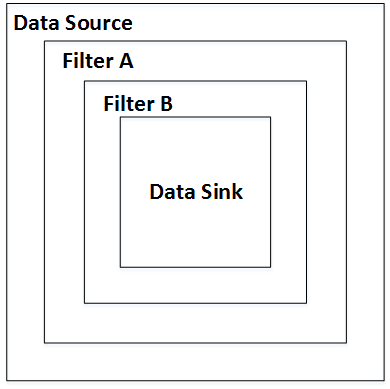 Data Source
Filter A
Filter B
Data Sink